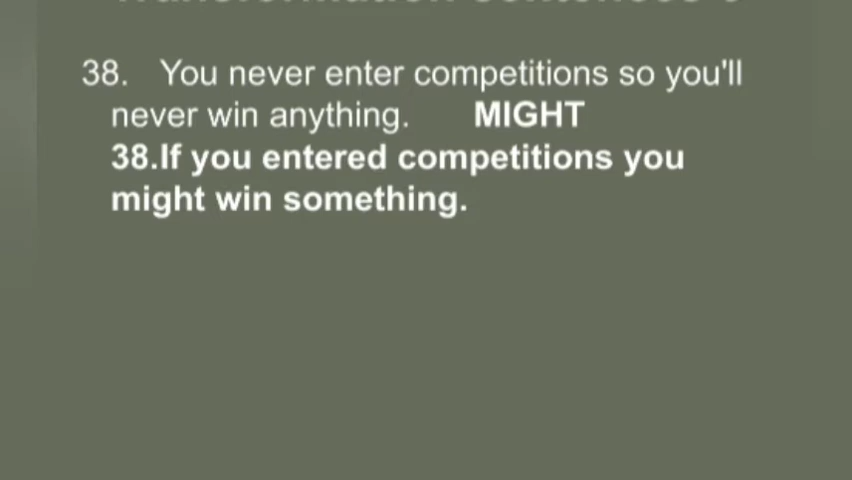 38. You never enter competitions so you'll
never win anything. MIGHT
38.If you entered competitions you
might win something.